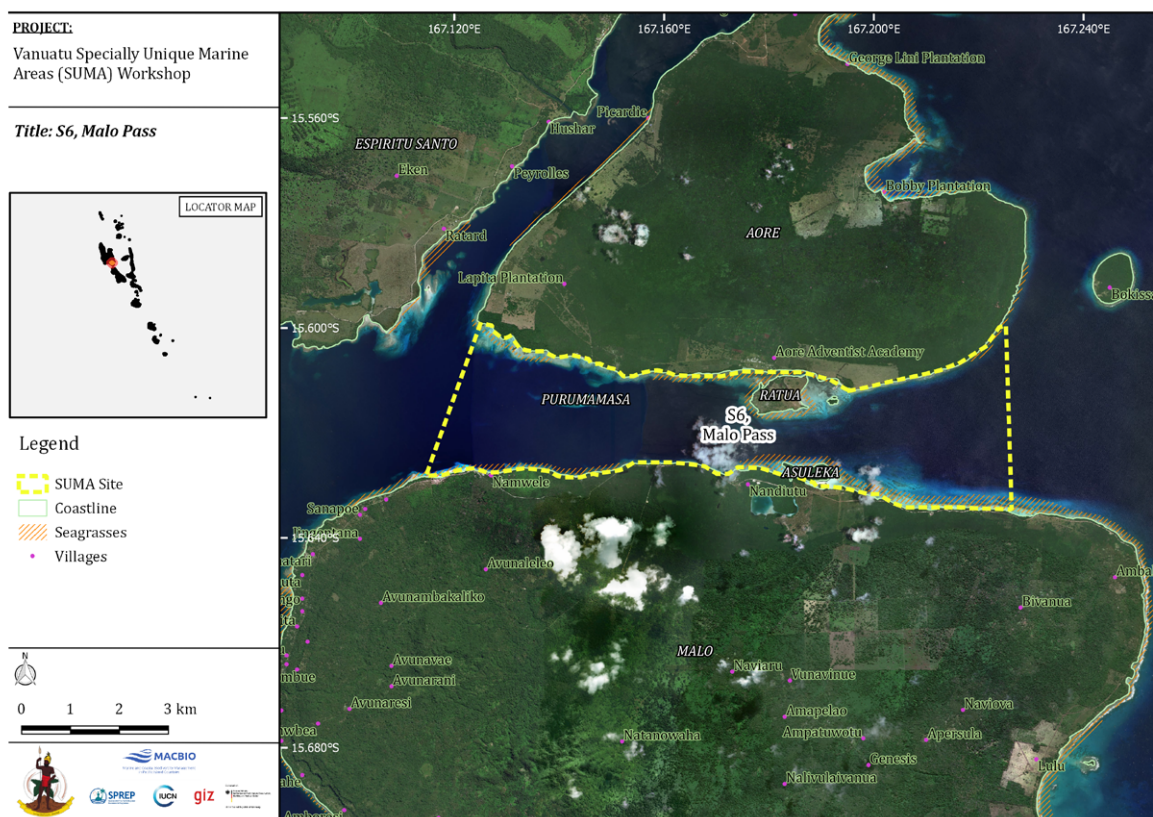 PROJECT:
Vanuatu Specially Unique Marine
Areas (SUMA) Workshop
Title: S6, Malo Pass
LOCATOR MAP
Legend
SUMA Site
Coastline
Seagrasses
Villages
N
0 1 2 3 km
MACBIO
SPREP
IUCN
giz
167.120°E
167.160°E
167.200°E
167.240°E
George Lini Plantation
Picardie
15.560°S
Hushar
ESPIRITU SANTO
Eken
Peyrolles
Bobby Plantation
Ratard
AORE
Lapita Plantation
Bokissa
15.600°S
Aore Adventist Academy
PURUMAMASA
RATUA
S6,
Malo Pass
ASULEKA
Namwele
Nandiutu
Sanapoe
15.640°S
Avunaleleo
Avunambakaliko
Bivanua
MALO
Avunavae
Naviaru
Vunavinue
Avunarani
Avunaresi
Amapelao
Naviova
Natanowaha
Ampatuwotu
Apersula
15.680°S
Genesis
Lulu
Nalivulaivanua